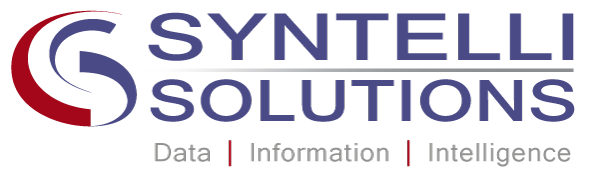 SYNTELLI
SOLUTIONS
Data | Information | Intelligence